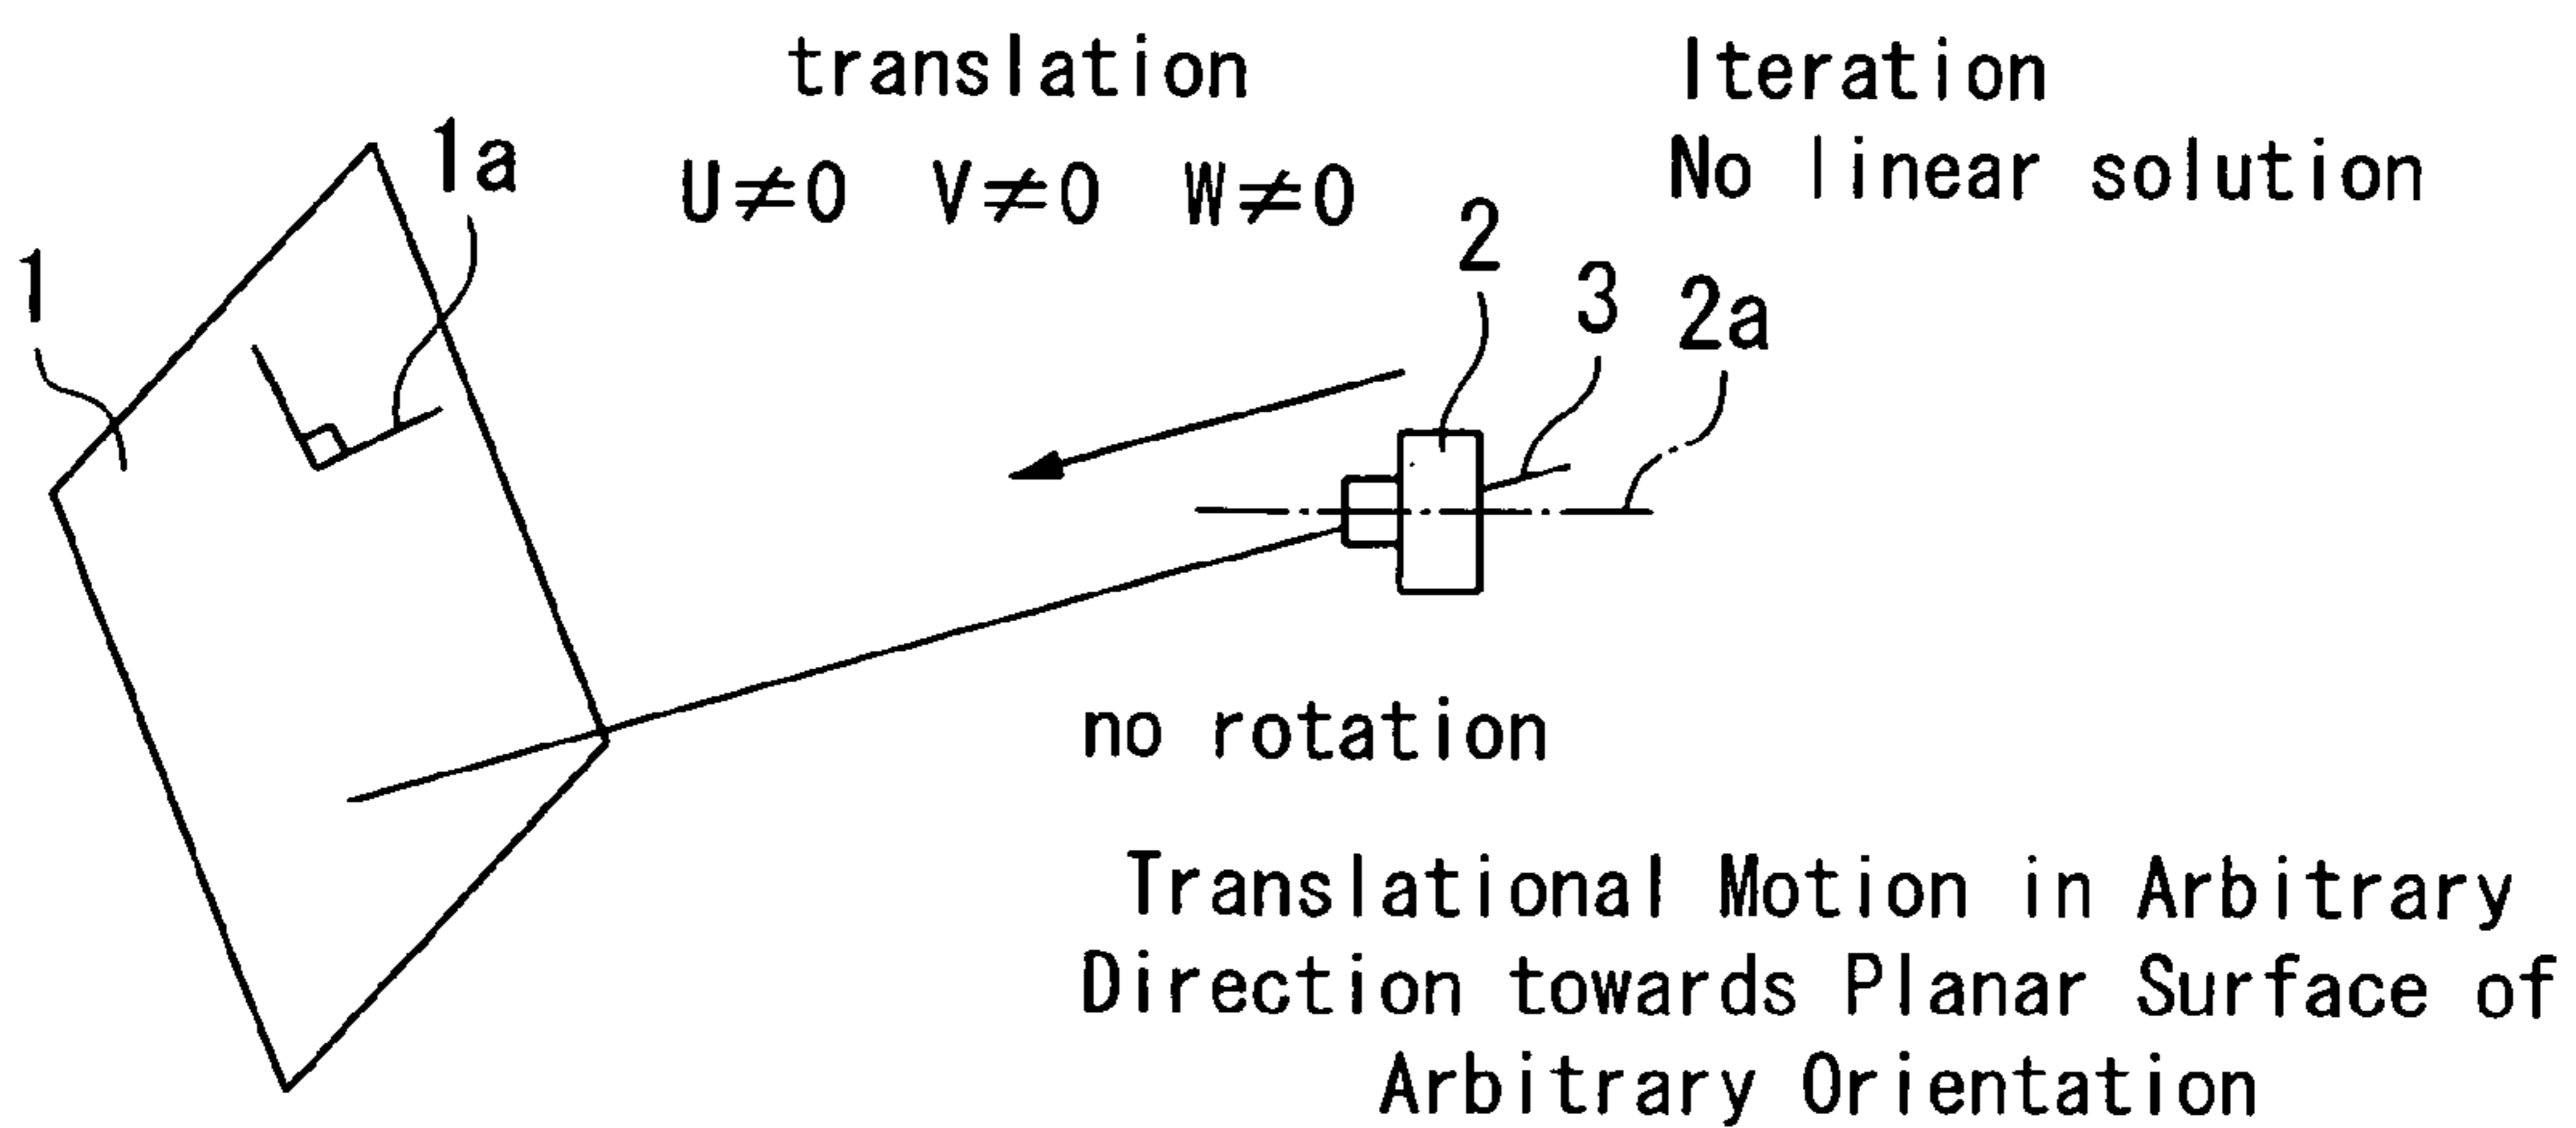 translation
U≠0 V≠0 W≠0
Iteration
No linear solution
1
1a
2
3
2a
no rotation
Translational Motion in Arbitrary
Direction towards Planar Surface of
Arbitrary Orientation